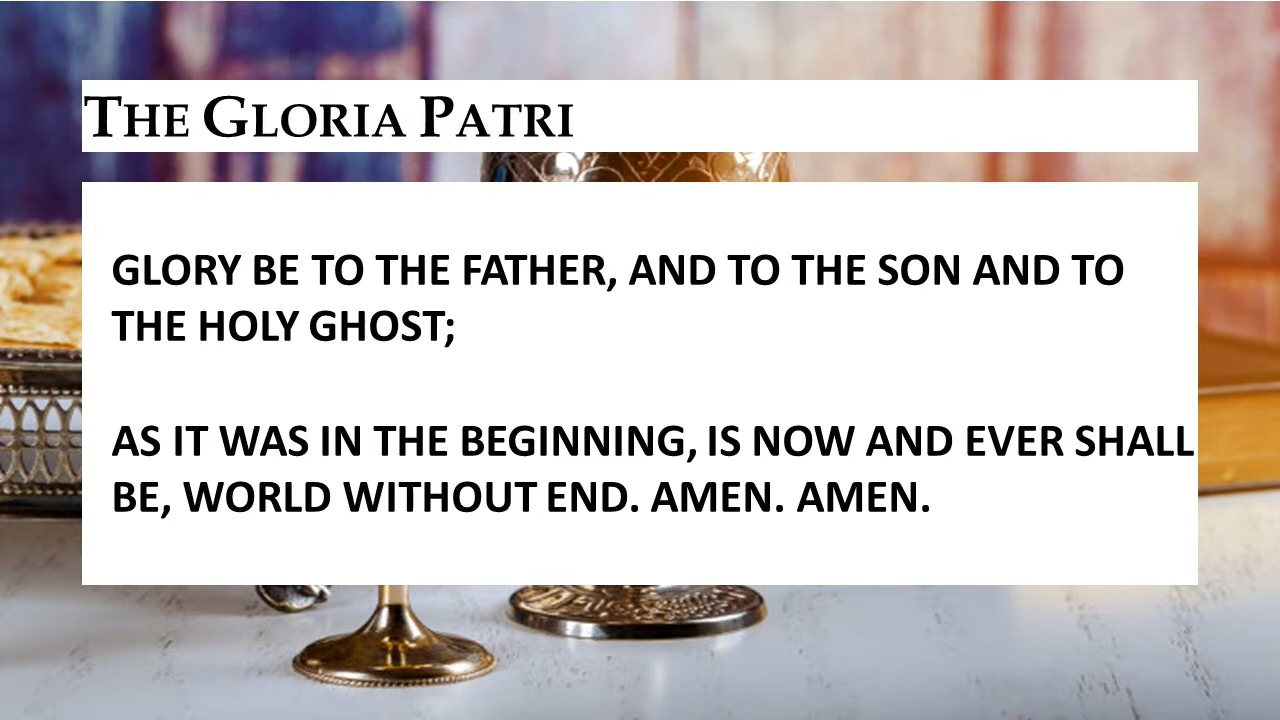 THE GLORIA PATRI
GLORY BE TO THE FATHER, AND TO THE SON AND TO
THE HOLY GHOST;
AS IT WAS IN THE BEGINNING, IS NOW AND EVER SHALL
BE, WORLD WITHOUT END. AMEN. AMEN.